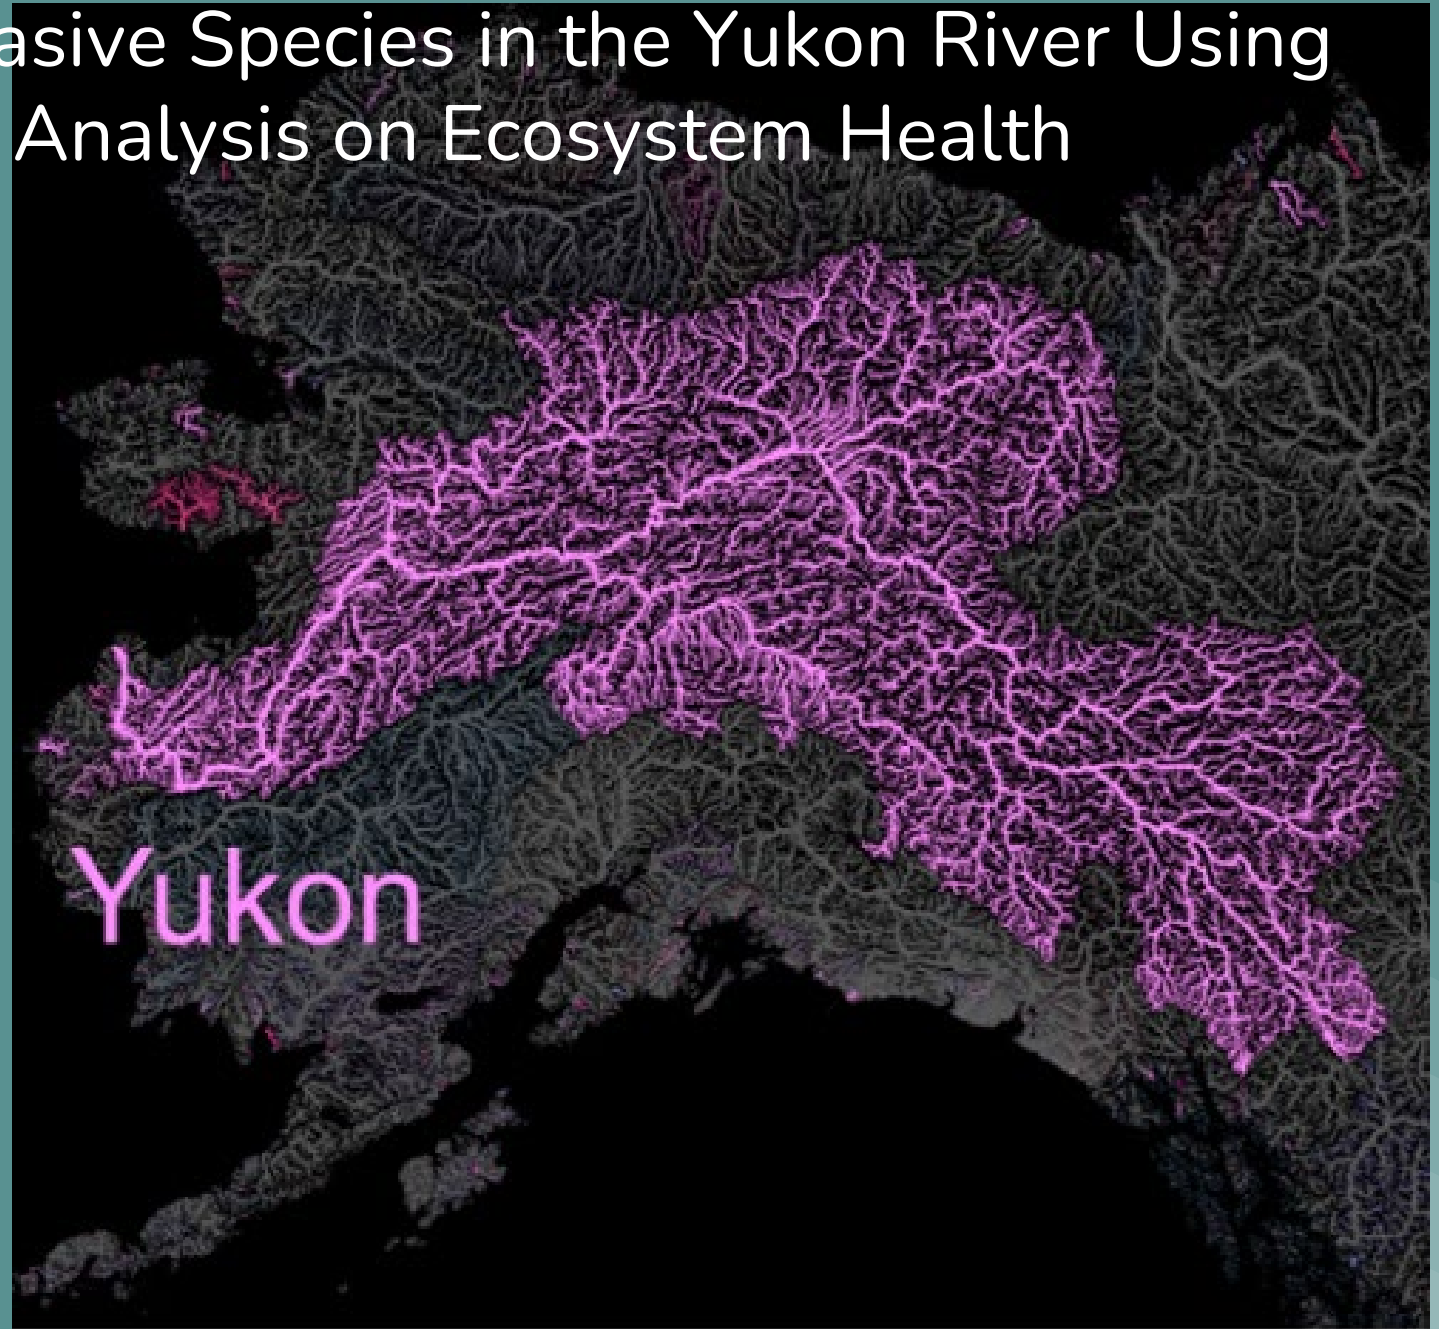 asive Species in the Yukon River Using
Analysis on Ecosystem Health
Yukon